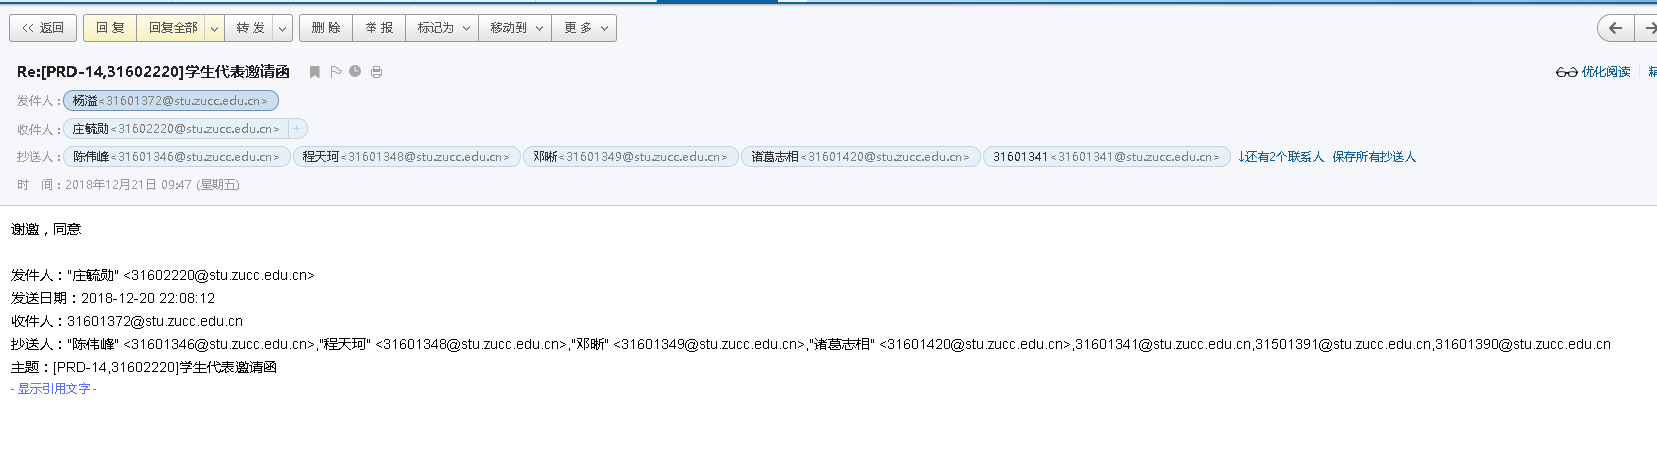 << 返回 回 复 回复全部 转 发 删 除 举 报 标记为 移动到 更 多
Re:[PRD-14,31602220]学生代表邀请函 优化阅读
发件人：杨溢<31601372@stu.zucc.edu.cn>
收件人：庄毓勋<31602220@stu.zucc.edu.cn> +
抄送人：陈伟峰<31601346@stu.zucc.edu.cn> 程天珂<31601348@stu.zucc.edu.cn> 邓晰<31601349@stu.zucc.edu.cn> 诸葛志相<31601420@stu.zucc.edu.cn> 31601341<31601341@stu.zucc.edu.cn> ↓还有2个联系人 保存所有抄送人
时 间：2018年12月21日 09:47 (星期五)
谢邀，同意
发件人："庄毓勋" <31602220@stu.zucc.edu.cn>
发送日期：2018-12-20 22:08:12
收件人：31601372@stu.zucc.edu.cn
抄送人："陈伟峰" <31601346@stu.zucc.edu.cn>,"程天珂" <31601348@stu.zucc.edu.cn>,"邓晰" <31601349@stu.zucc.edu.cn>,"诸葛志相" <31601420@stu.zucc.edu.cn>,31601341@stu.zucc.edu.cn,31501391@stu.zucc.edu.cn,31601390@stu.zucc.edu.cn
主题：[PRD-14,31602220]学生代表邀请函
- 显示引用文字 -